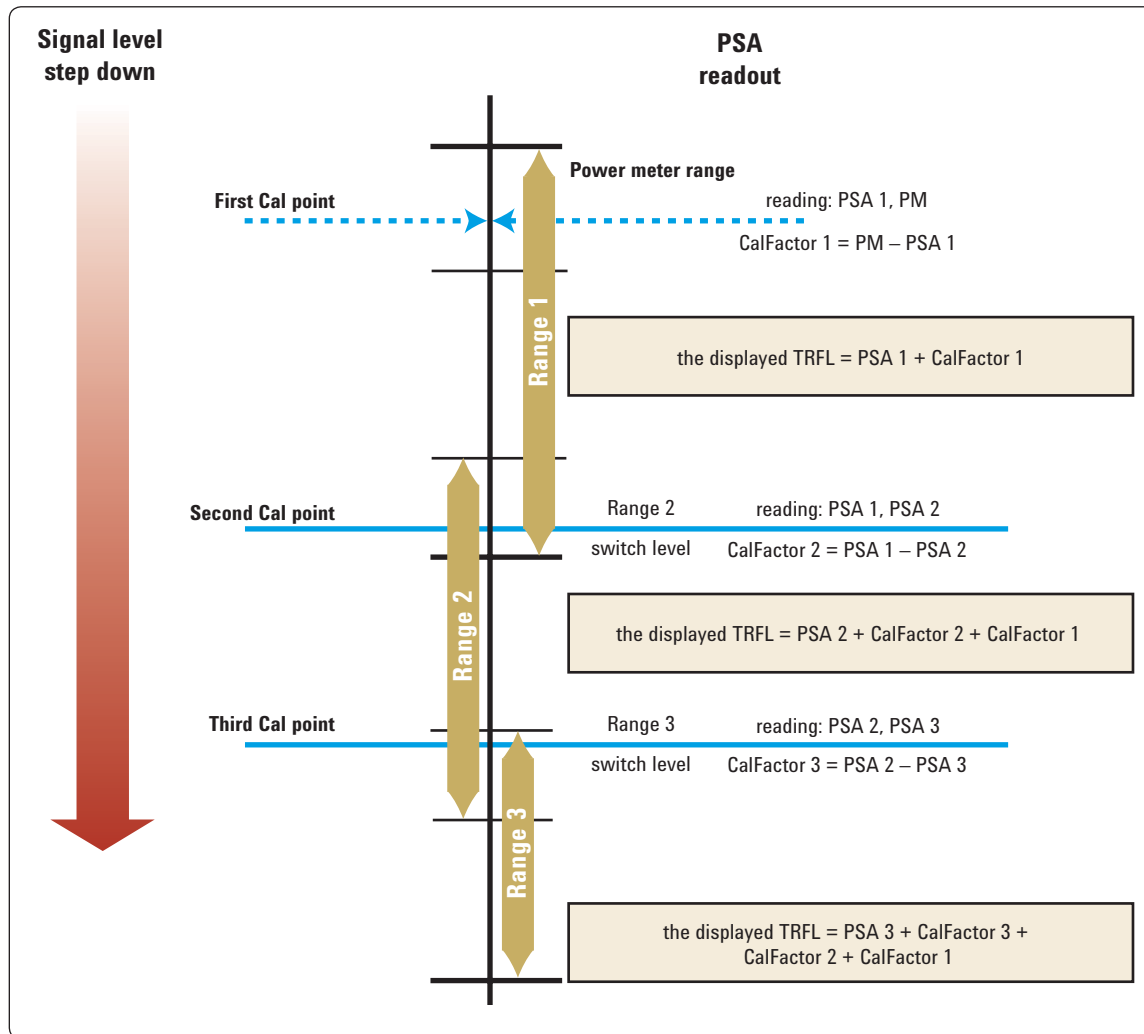 Signal level
step down
PSA
readout
Power meter range
First Cal point
reading: PSA 1, PM
CalFactor 1 = PM – PSA 1
Range 1
the displayed TRFL = PSA 1 + CalFactor 1
Second Cal point
Range 2
reading: PSA 1, PSA 2
switch level
CalFactor 2 = PSA 1 – PSA 2
Range 2
the displayed TRFL = PSA 2 + CalFactor 2 + CalFactor 1
Third Cal point
Range 3
reading: PSA 2, PSA 3
switch level
CalFactor 3 = PSA 2 – PSA 3
Range 3
the displayed TRFL = PSA 3 + CalFactor 3 +
CalFactor 2 + CalFactor 1